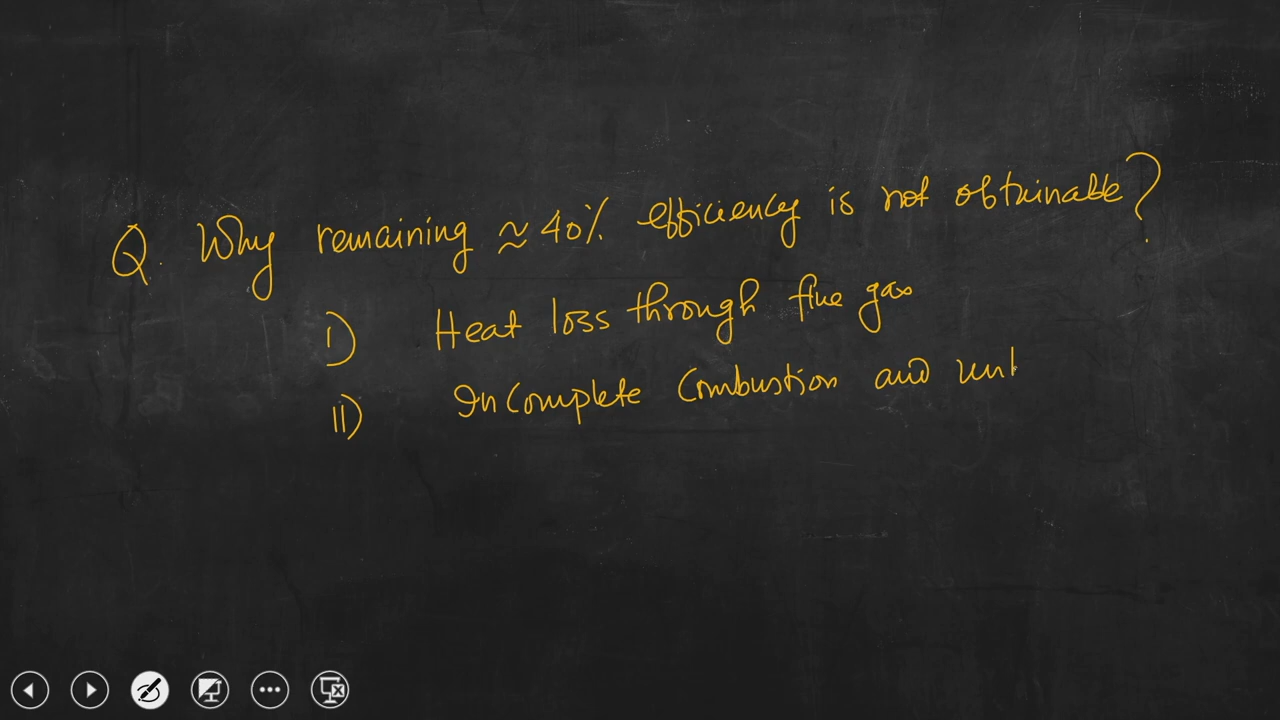 Q. Why remaining ≈ 40% efficiency is not obtainable?
I) Heat loss through flue gas
II) Incomplete Combustion and